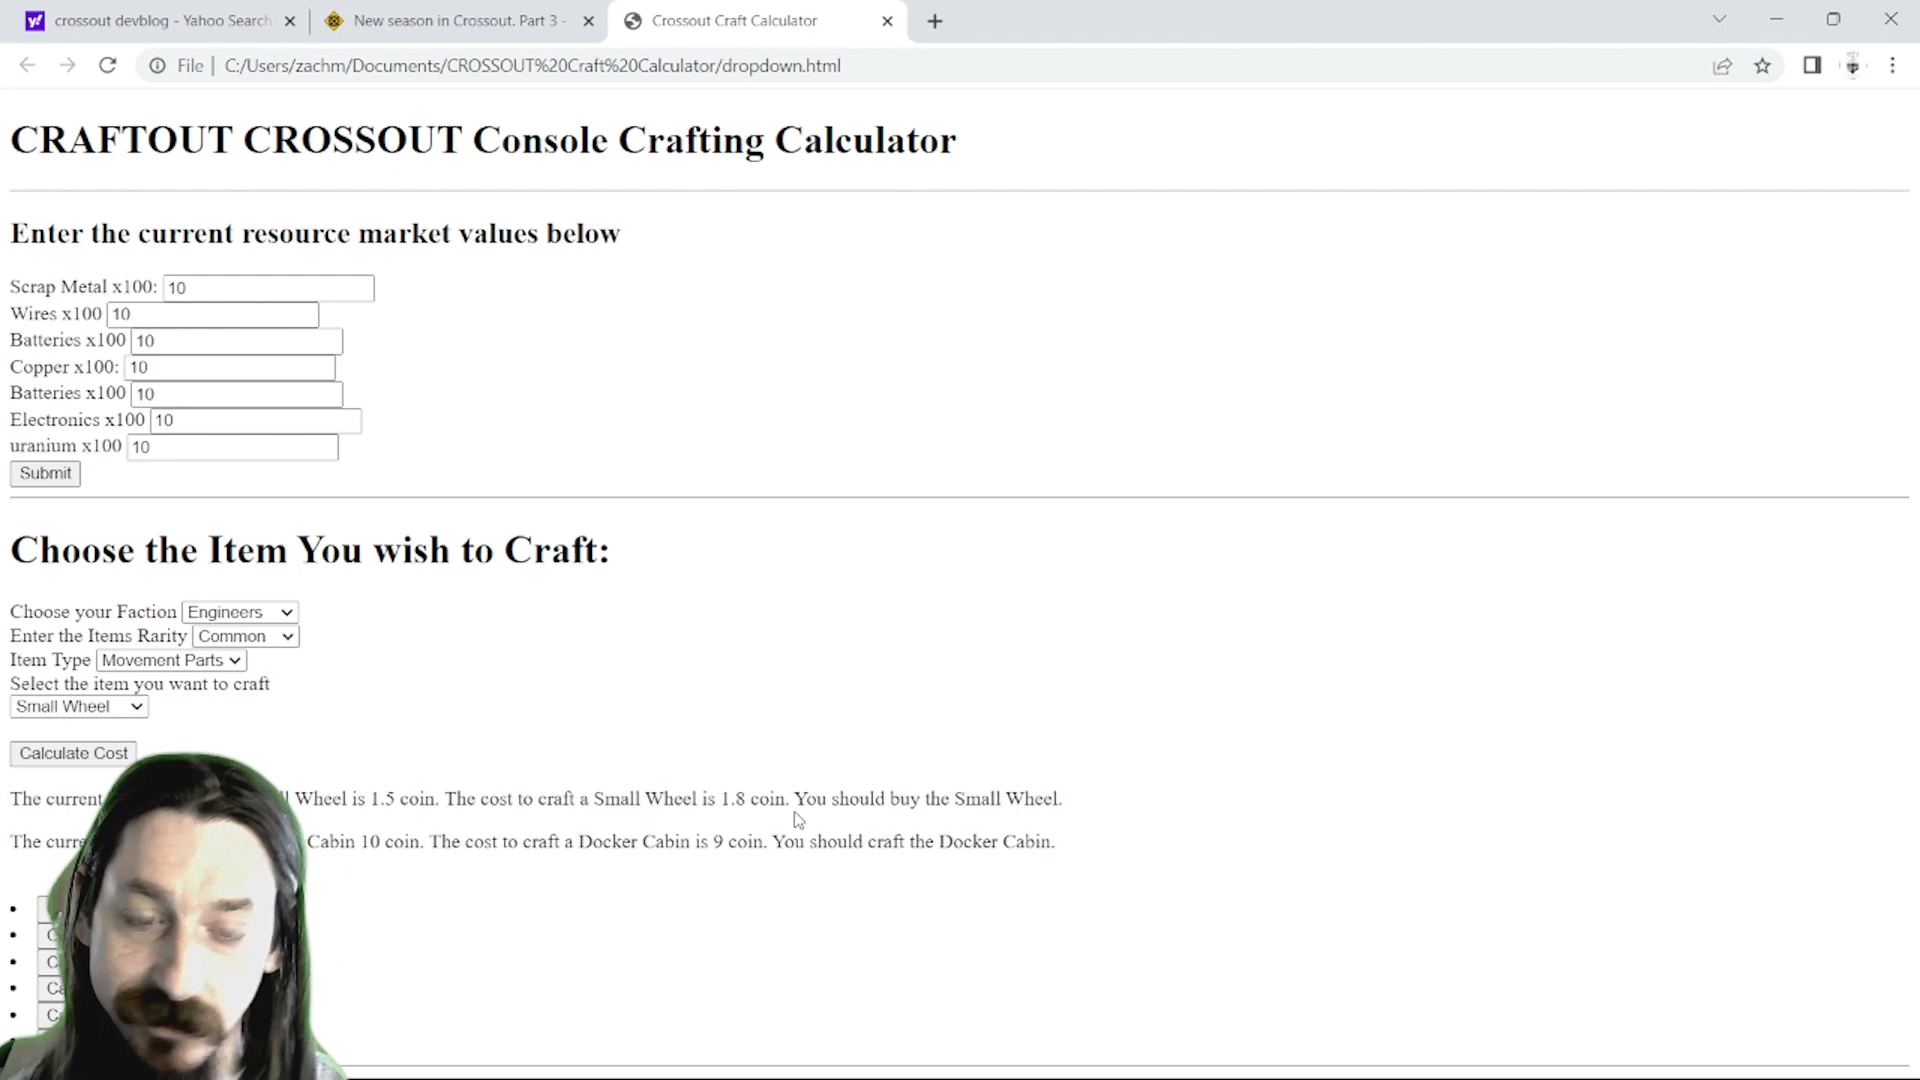 crossout devblog - Yahoo Search
New season in Crossout. Part 3 -
Crossout Craft Calculator
File
C:/Users/zachm/Documents/CROSSOUT%20Craft%20Calculator/dropdown.html
CRAFTOUT CROSSOUT Console Crafting Calculator
Enter the current resource market values below
Scrap Metal x100: 10
Wires x100 10
Batteries x100 10
Copper x100: 10
Batteries x100 10
Electronics x100 10
uranium x100 10
Submit
Choose the Item You wish to Craft:
Choose your Faction Engineers
Enter the Items Rarity Common
Item Type Movement Parts
Select the item you want to craft
Small Wheel
Calculate Cost
The current Wheel is 1.5 coin. The cost to craft a Small Wheel is 1.8 coin. You should buy the Small Wheel.
The Cabin 10 coin. The cost to craft a Docker Cabin is 9 coin. You should craft the Docker Cabin.